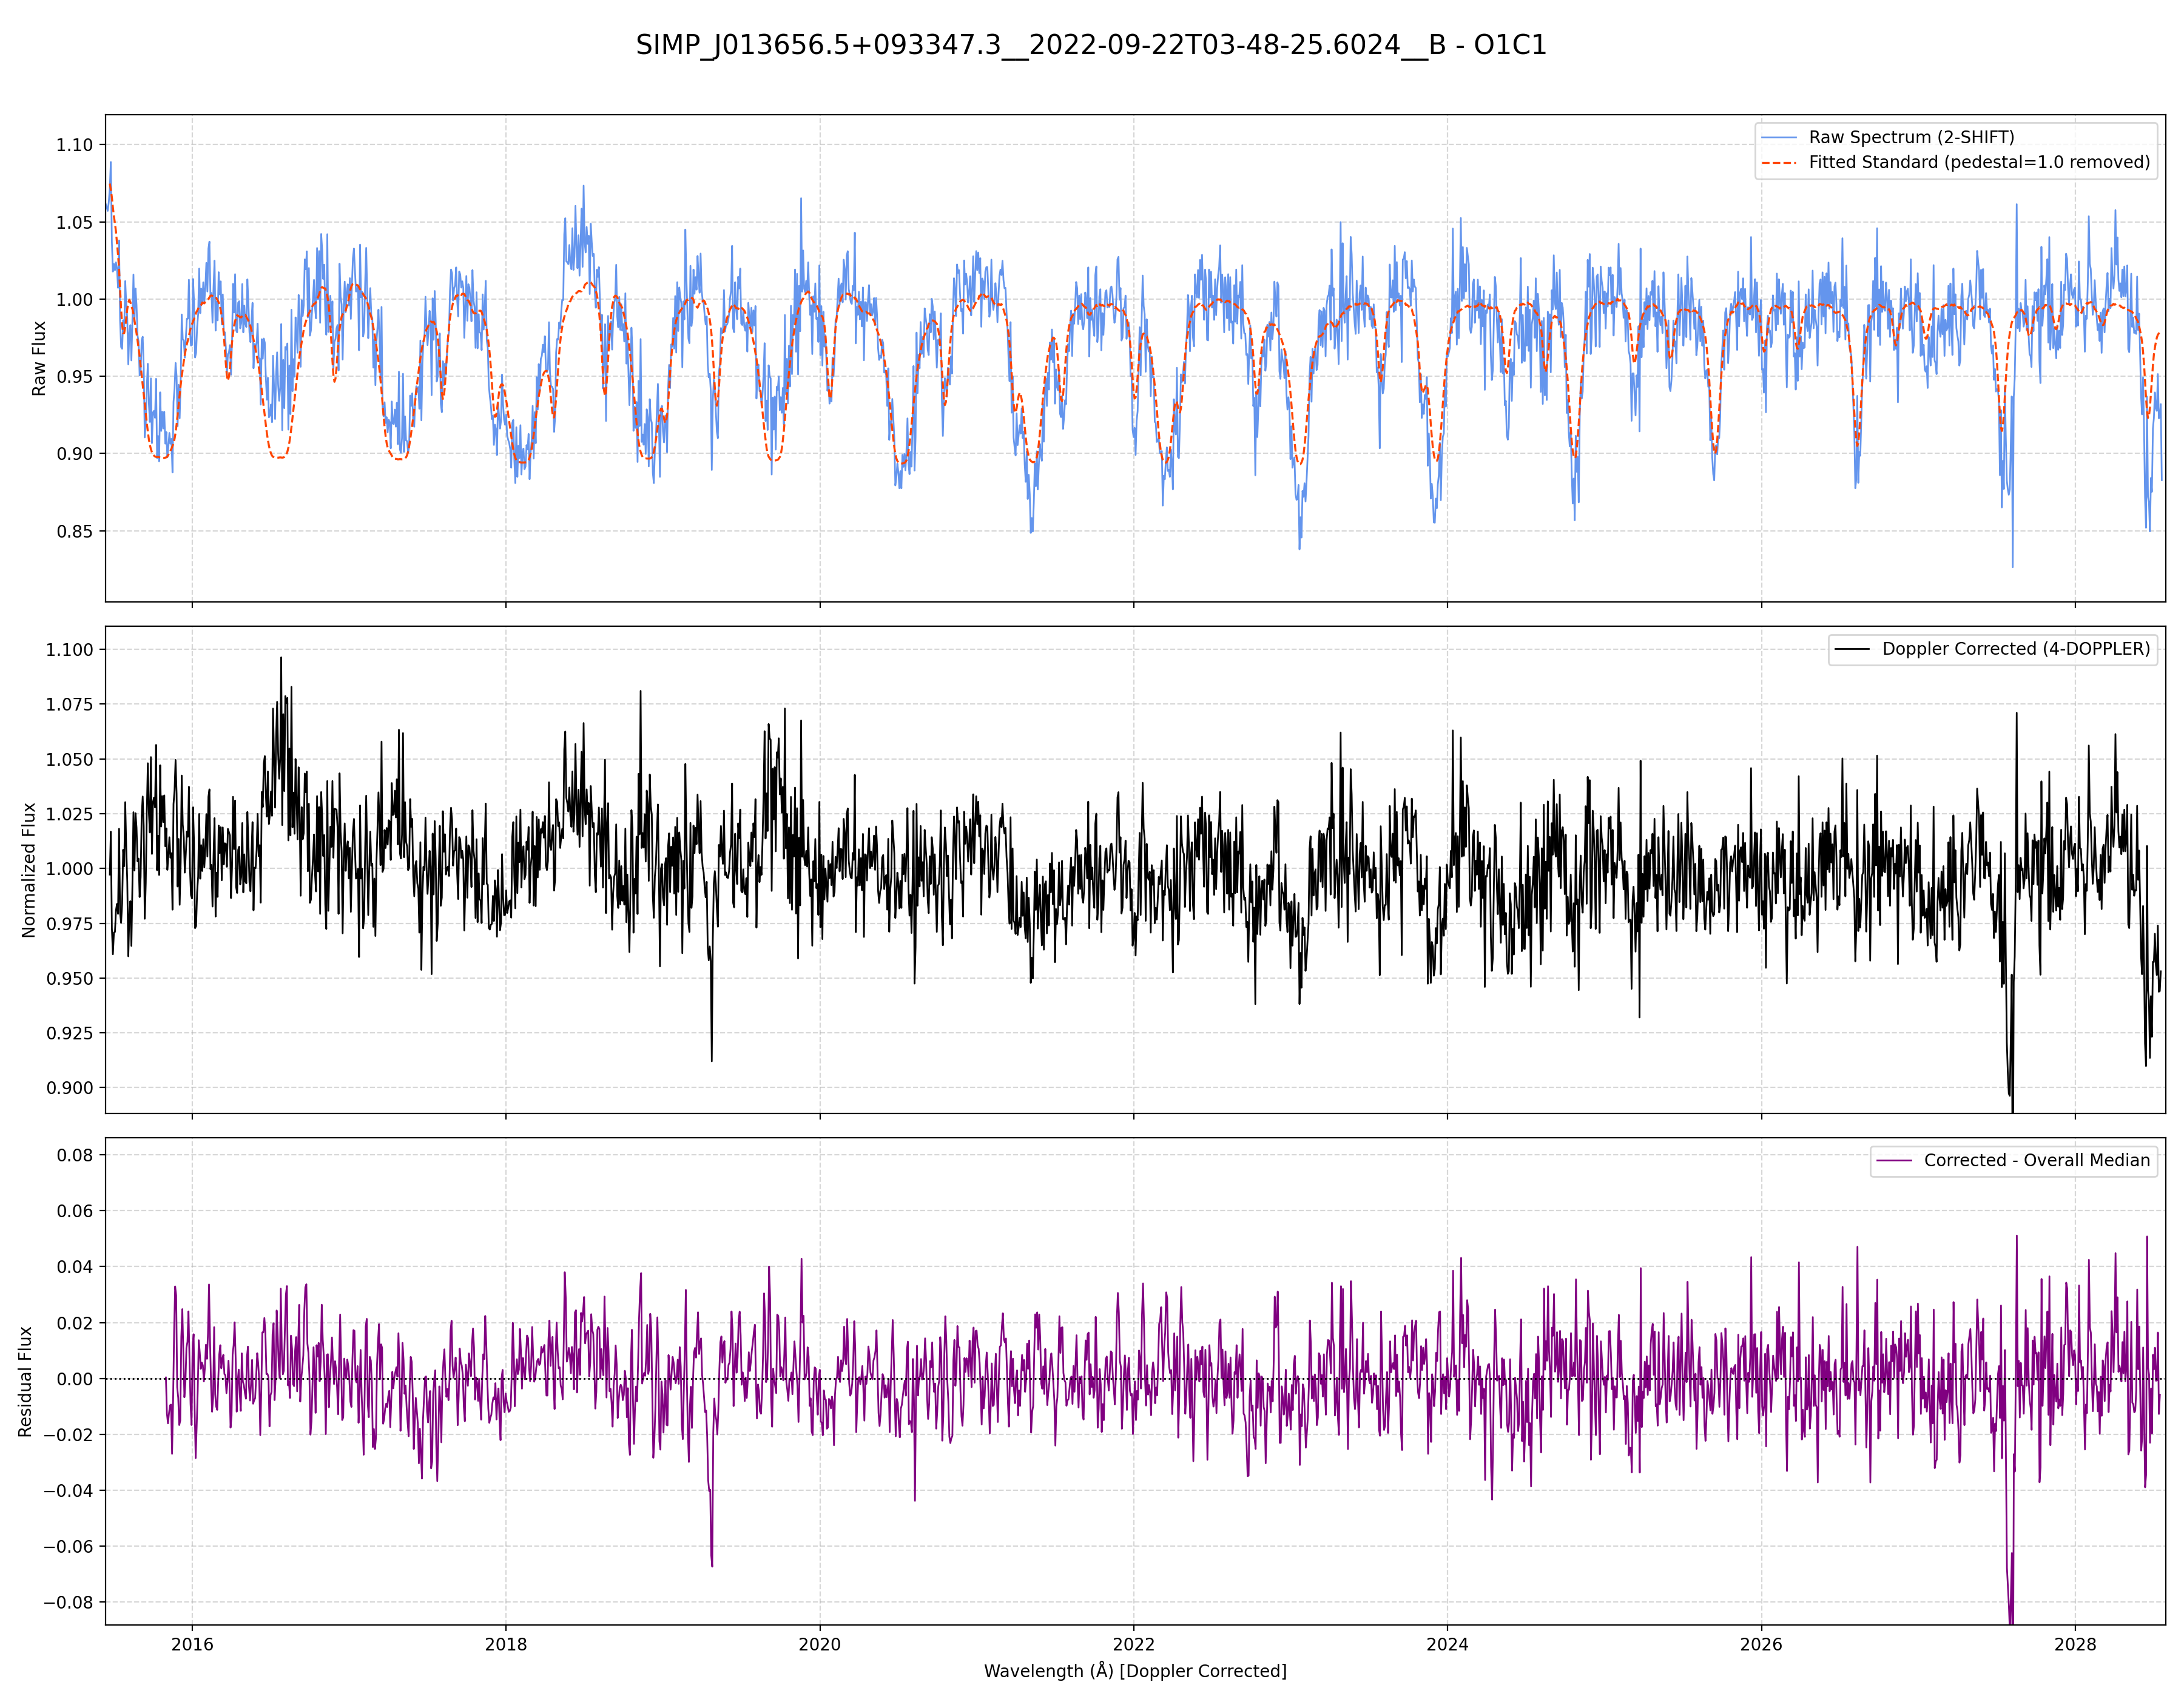 SIMP_J013656.5+093347.3__2022-09-22T03-48-25.6024__B - O1C1
Raw Flux
1.10
1.05
1.00
0.95
0.90
0.85
Raw Spectrum (2-SHIFT)
Fitted Standard (pedestal=1.0 removed)
Normalized Flux
1.100
1.075
1.050
1.025
1.000
0.975
0.950
0.925
0.900
Doppler Corrected (4-DOPPLER)
Residual Flux
0.08
0.06
0.04
0.02
0.00
−0.02
−0.04
−0.06
−0.08
Corrected - Overall Median
2016 2018 2020 2022 2024 2026 2028
Wavelength (Å) [Doppler Corrected]